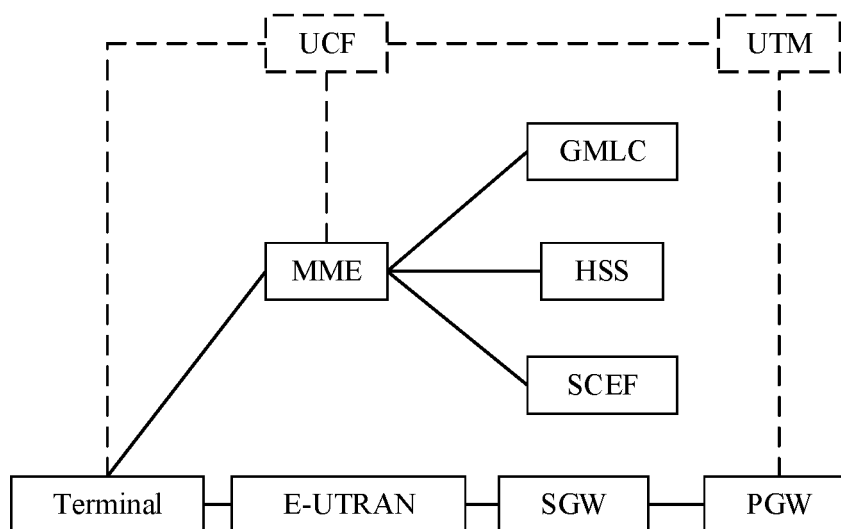 UCF
UTM
GMLC
MME
HSS
SCEF
Terminal
E-UTRAN
SGW
PGW